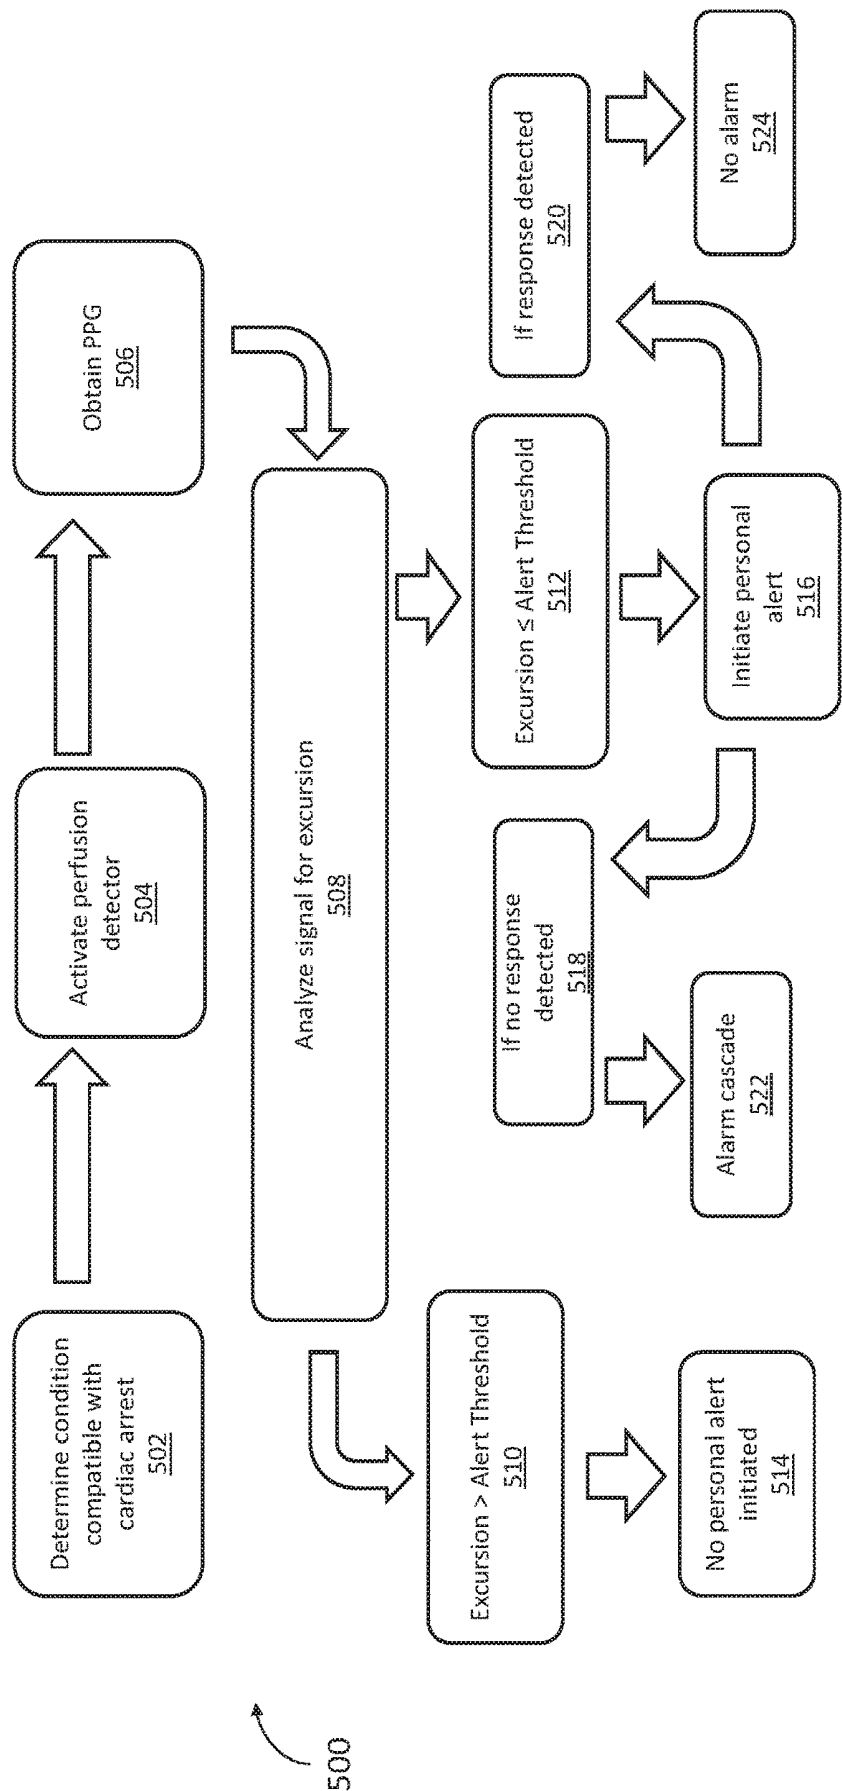 Determine condition
compatible with
cardiac arrest
502
Activate perfusion
detector
504
Obtain PPG
506
Analyze signal for excursion
508
Excursion > Alert Threshold
510
Excursion ≤ Alert Threshold
512
No personal alert
initiated
514
Initiate personal
alert
516
If no response
detected
518
If response detected
520
Alarm cascade
522
No alarm
524
500